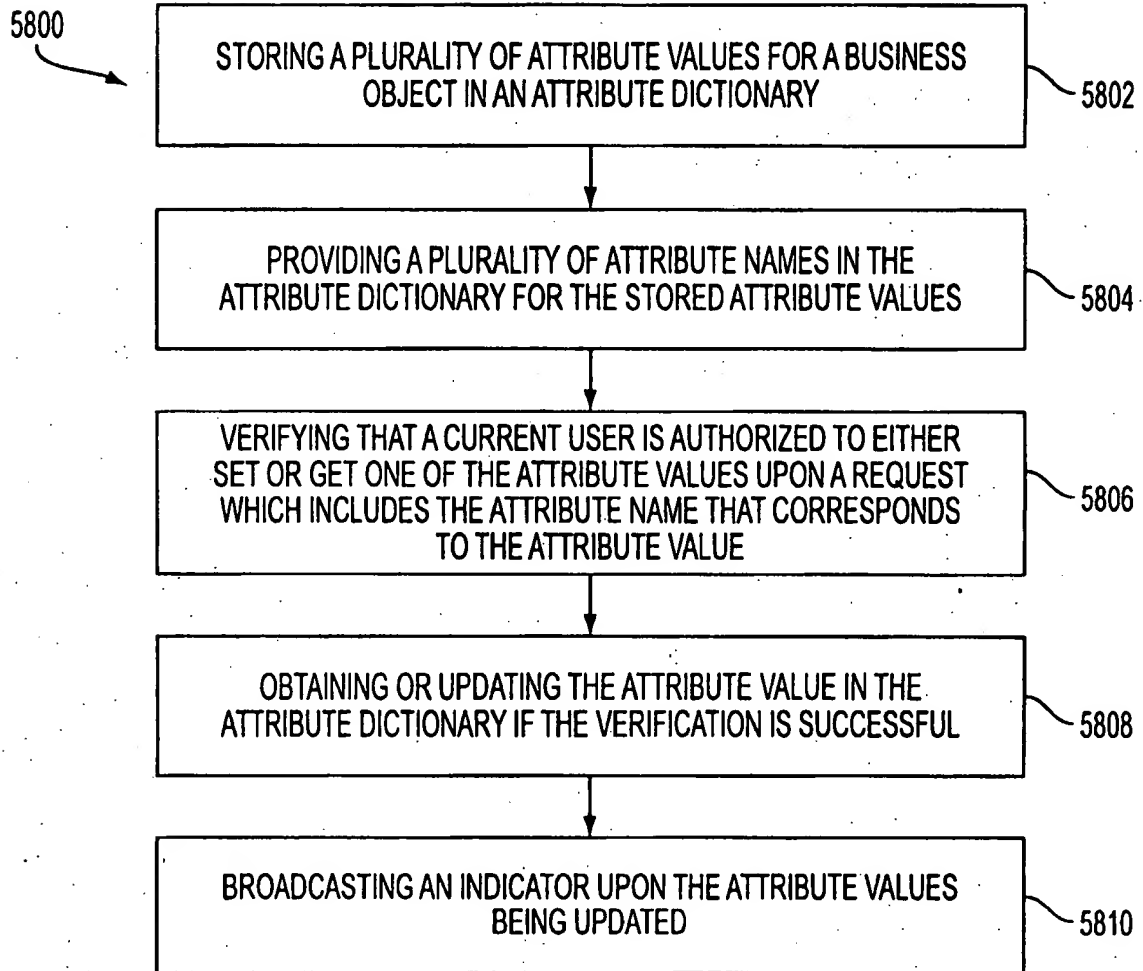 5800
STORING A PLURALITY OF ATTRIBUTE VALUES FOR A BUSINESS
OBJECT IN AN ATTRIBUTE DICTIONARY
5802
PROVIDING A PLURALITY OF ATTRIBUTE NAMES IN THE
ATTRIBUTE DICTIONARY FOR THE STORED ATTRIBUTE VALUES
5804
VERIFYING THAT A CURRENT USER IS AUTHORIZED TO EITHER
SET OR GET ONE OF THE ATTRIBUTE VALUES UPON A REQUEST
WHICH INCLUDES THE ATTRIBUTE NAME THAT CORRESPONDS
TO THE ATTRIBUTE VALUE
5806
OBTAINING OR UPDATING THE ATTRIBUTE VALUE IN THE
ATTRIBUTE DICTIONARY IF THE VERIFICATION IS SUCCESSFUL
5808
BROADCASTING AN INDICATOR UPON THE ATTRIBUTE VALUES
BEING UPDATED
5810